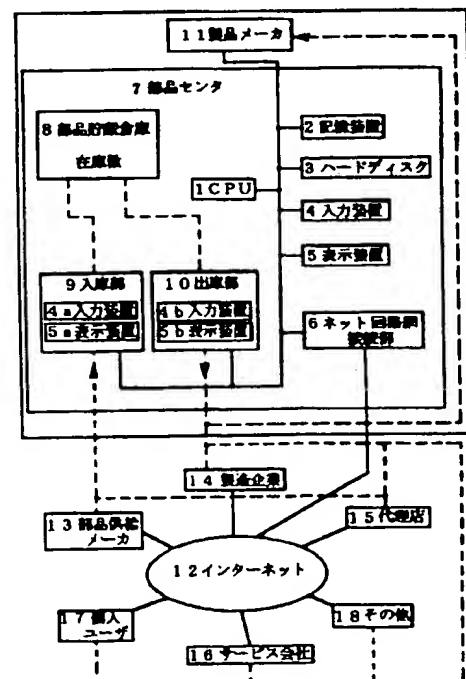 11製品メーカ
7部品センタ
8部品貯蔵倉庫
在庫数
2記憶装置
3ハードディスク
1CPU
4入力装置
5表示装置
9入庫部
4a入力装置
5a表示装置
10出庫部
4b入力装置
5b表示装置
6ネット回路網
接続部
14製造企業
13部品供給
メーカ
15代理店
12インターネット
17個人
ユーザ
18その他
16サービス会社